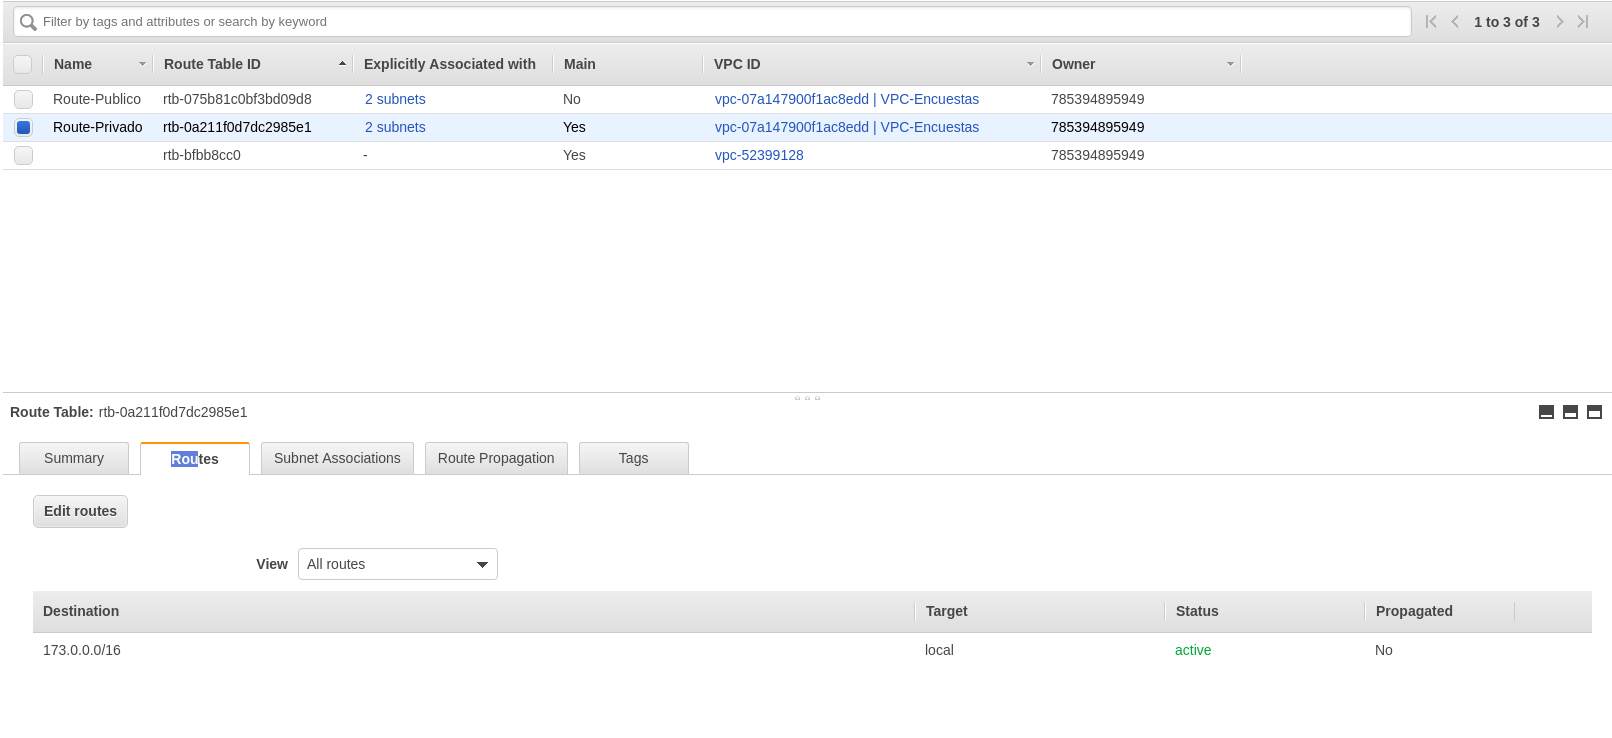 Filter by tags and attributes or search by keyword
1 to 3 of 3
Name Route Table ID Explicitly Associated with Main VPC ID Owner
Route-Publico rtb-075b81c0bf3bd09d8 2 subnets No vpc-07a147900f1ac8edd | VPC-Encuestas 785394895949
Route-Privado rtb-0a211f0d7dc2985e1 2 subnets Yes vpc-07a147900f1ac8edd | VPC-Encuestas 785394895949
rtb-bfbb8cc0 - Yes vpc-52399128 785394895949
Route Table: rtb-0a211f0d7dc2985e1
Summary Routes Subnet Associations Route Propagation Tags
Edit routes
View All routes
Destination Target Status Propagated
173.0.0.0/16 local active No